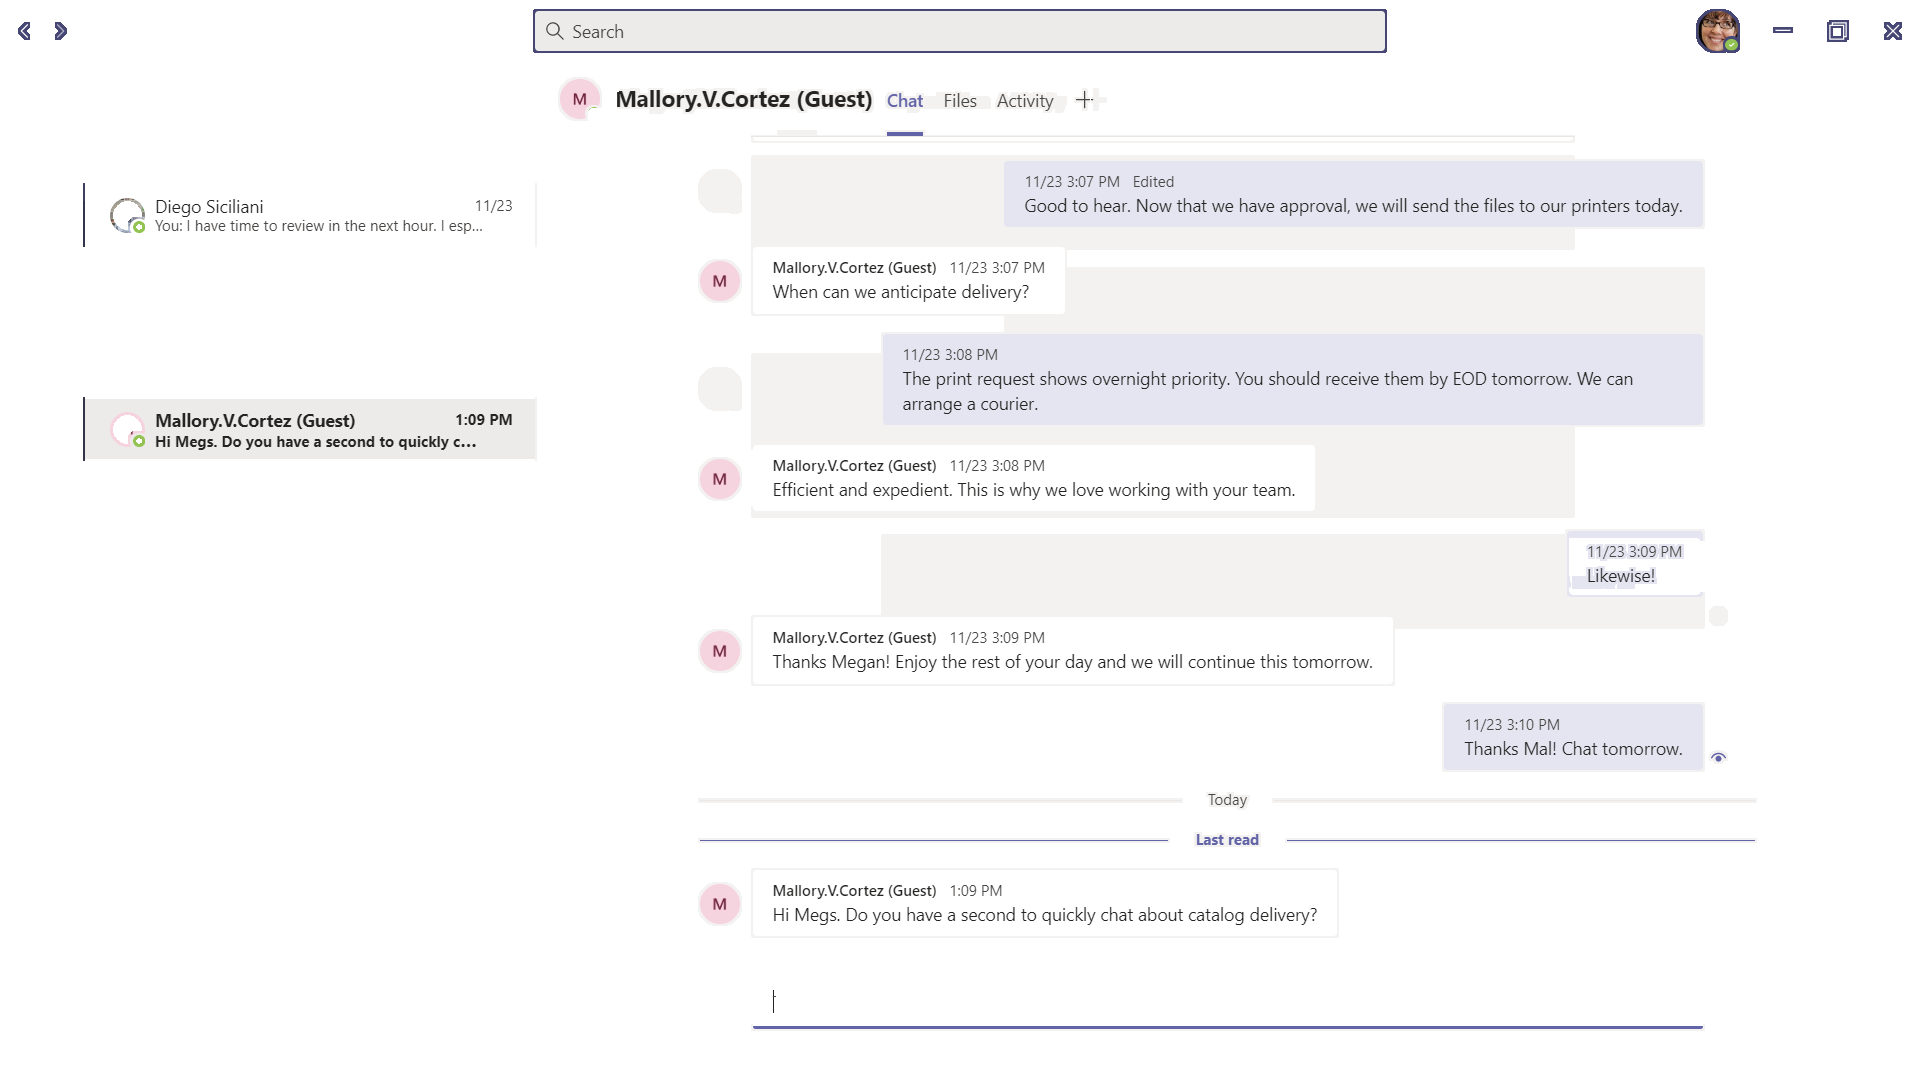 Search
Mallory.V.Cortez (Guest)
Chat
Files
Activity
M
Diego Siciliani
11/23
You: I have time to review in the next hour. I esp...
Mallory.V.Cortez (Guest)
1:09 PM
Hi Megs. Do you have a second to quickly c...
11/23 3:07 PM Edited
Good to hear. Now that we have approval, we will send the files to our printers today.
M
Mallory.V.Cortez (Guest) 11/23 3:07 PM
When can we anticipate delivery?
11/23 3:08 PM
The print request shows overnight priority. You should receive them by EOD tomorrow. We can
arrange a courier.
M
Mallory.V.Cortez (Guest) 11/23 3:08 PM
Efficient and expedient. This is why we love working with your team.
11/23 3:09 PM
Likewise!
M
Mallory.V.Cortez (Guest) 11/23 3:09 PM
Thanks Megan! Enjoy the rest of your day and we will continue this tomorrow.
11/23 3:10 PM
Thanks Mal! Chat tomorrow.
Today
Last read
M
Mallory.V.Cortez (Guest) 1:09 PM
Hi Megs. Do you have a second to quickly chat about catalog delivery?